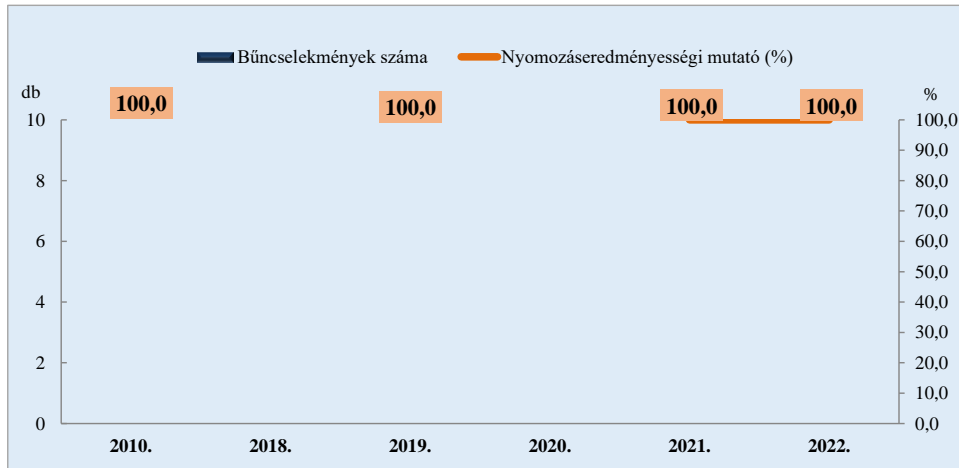 Bűncselekmények száma Nyomozáseredményességi mutató (%)
db %
100,0 100,0 100,0 100,0
10 100,0
90,0
8 80,0
70,0
6 60,0
50,0
4 40,0
30,0
2 20,0
10,0
0 0,0
2010. 2018. 2019. 2020. 2021. 2022.